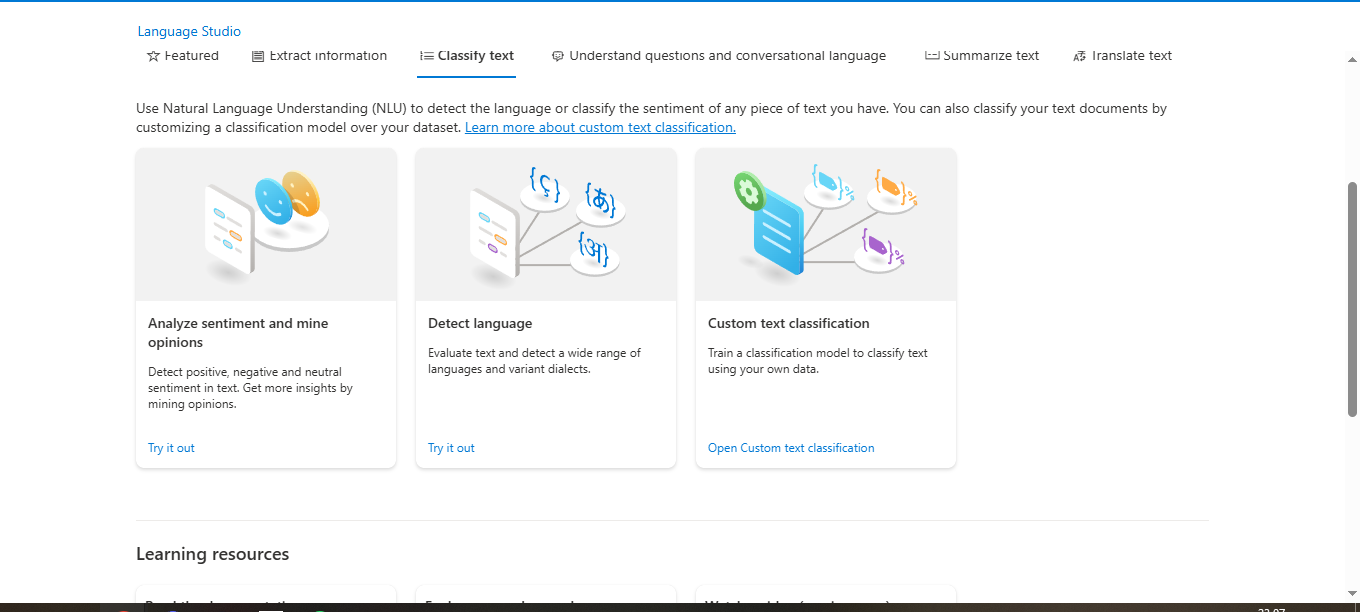 Language Studio
Featured
Extract information
Classify text
Understand questions and conversational language
Summarize text
Translate text
Use Natural Language Understanding (NLU) to detect the language or classify the sentiment of any piece of text you have. You can also classify your text documents by
customizing a classification model over your dataset. Learn more about custom text classification.
{ç}
{あ}
{अ}
%
%
%
Analyze sentiment and mine
opinions
Detect positive, negative and neutral
sentiment in text. Get more insights by
mining opinions.
Try it out
Detect language
Evaluate text and detect a wide range of
languages and variant dialects.
Try it out
Custom text classification
Train a classification model to classify text
using your own data.
Open Custom text classification
Learning resources